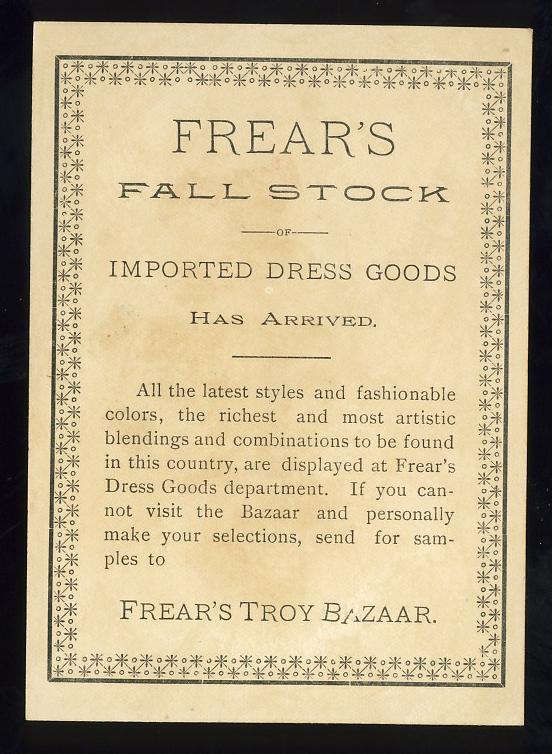 FREAR'S
FALL STOCK
OF
IMPORTED DRESS GOODS
HAS ARRIVED.
All the latest styles and fashionable
colors, the richest and most artistic
blendings and combinations to be found
in this country, are displayed at Frear's
Dress Goods department. If you can-
not visit the Bazaar and personally
make your selections, send for sam-
ples to
FREAR'S TROY BAZAAR.